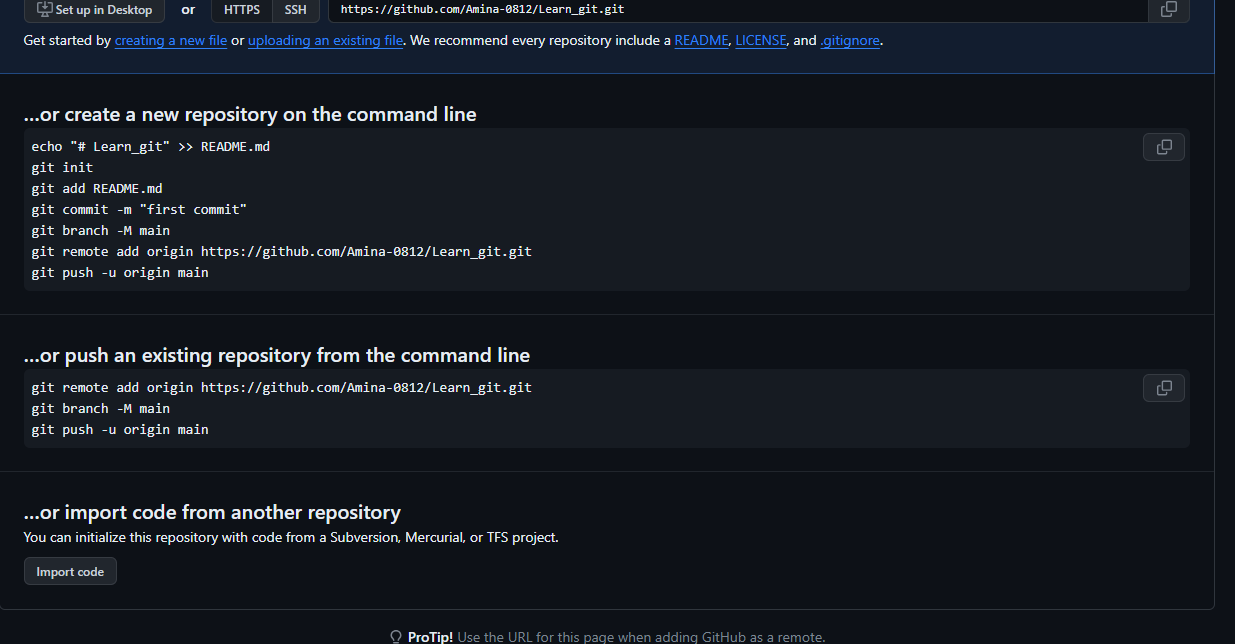 Set up in Desktop or HTTPS SSH https://github.com/Amina-0812/Learn_git.git
Get started by creating a new file or uploading an existing file. We recommend every repository include a README, LICENSE, and .gitignore.
…or create a new repository on the command line
echo "# Learn_git" >> README.md
git init
git add README.md
git commit -m "first commit"
git branch -M main
git remote add origin https://github.com/Amina-0812/Learn_git.git
git push -u origin main
…or push an existing repository from the command line
git remote add origin https://github.com/Amina-0812/Learn_git.git
git branch -M main
git push -u origin main
…or import code from another repository
You can initialize this repository with code from a Subversion, Mercurial, or TFS project.
Import code
ProTip! Use the URL for this page when adding GitHub as a remote.